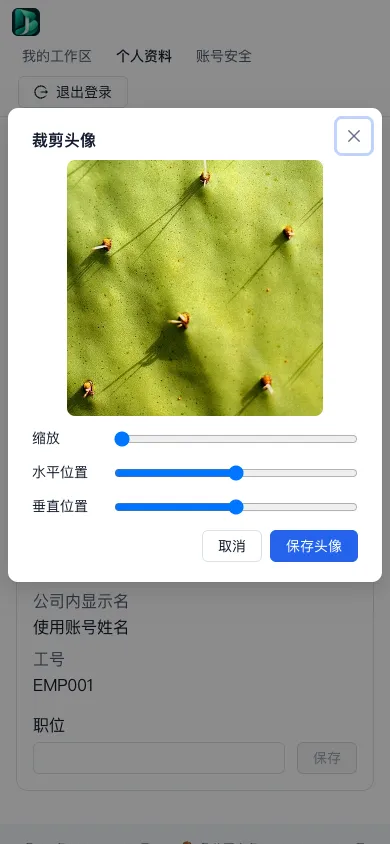 我的工作区 个人资料 账号安全
退出登录
裁剪头像
缩放
水平位置
垂直位置
取消 保存头像
公司内显示名
使用账号姓名
工号
EMP001
职位
保存